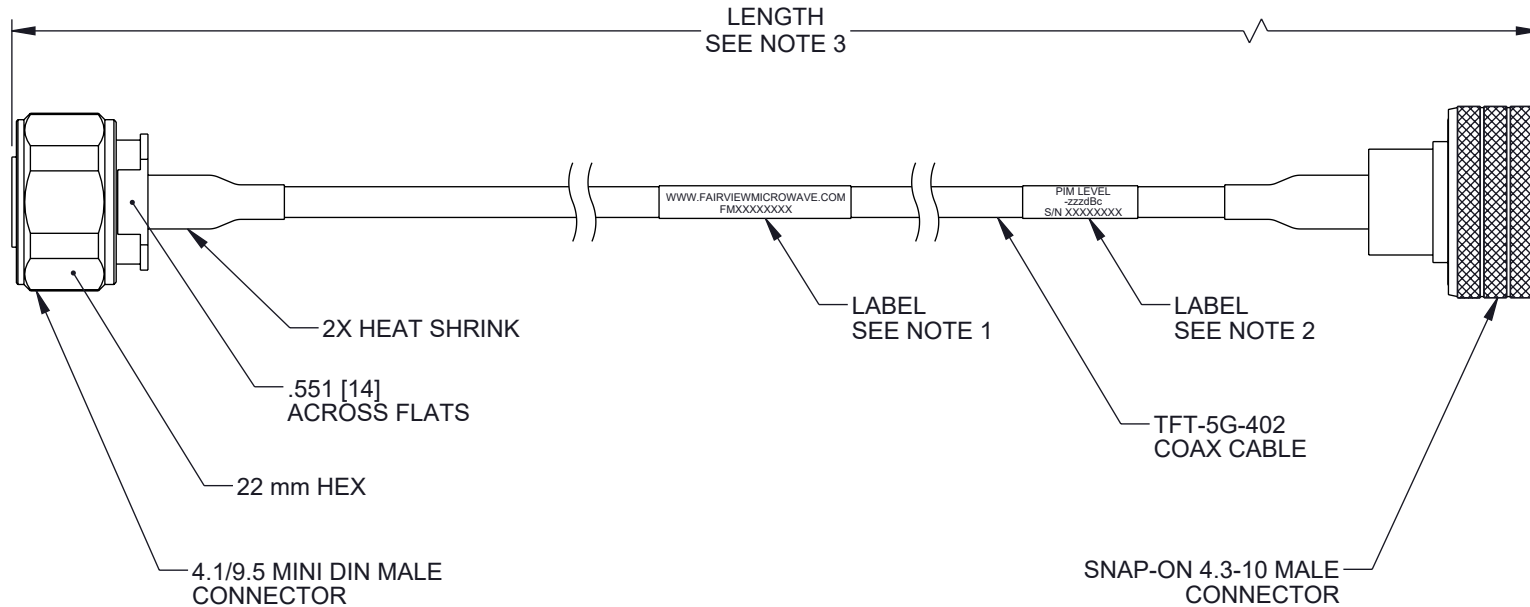 LENGTH
SEE NOTE 3
WWW.FAIRVIEWMICROWAVE.COM
FMXXXXXXXX
PIM LEVEL
-zzzdBc
S/N XXXXXXXX
2X HEAT SHRINK
LABEL
SEE NOTE 1
LABEL
SEE NOTE 2
.551 [14]
ACROSS FLATS
TFT-5G-402
COAX CABLE
22 mm HEX
4.1/9.5 MINI DIN MALE
CONNECTOR
SNAP-ON 4.3-10 MALE
CONNECTOR